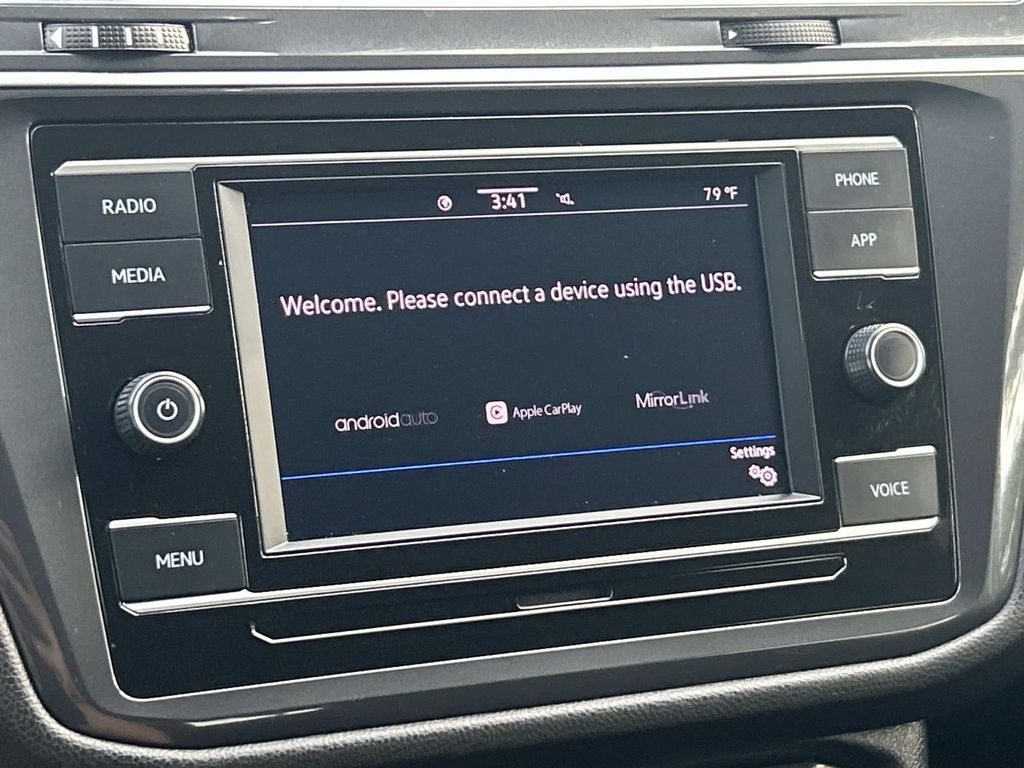 3:41
79 °F
RADIO
PHONE
MEDIA
APP
Welcome. Please connect a device using the USB.
androidauto
Apple CarPlay
MirrorLink
Settings
VOICE
MENU